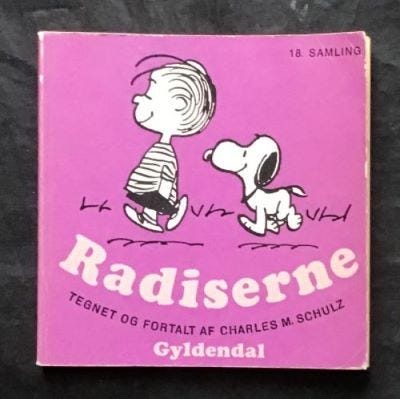 18. SAMLING
Radiserne
TEGNET OG FORTALT AF CHARLES M. SCHULZ
Gyldendal